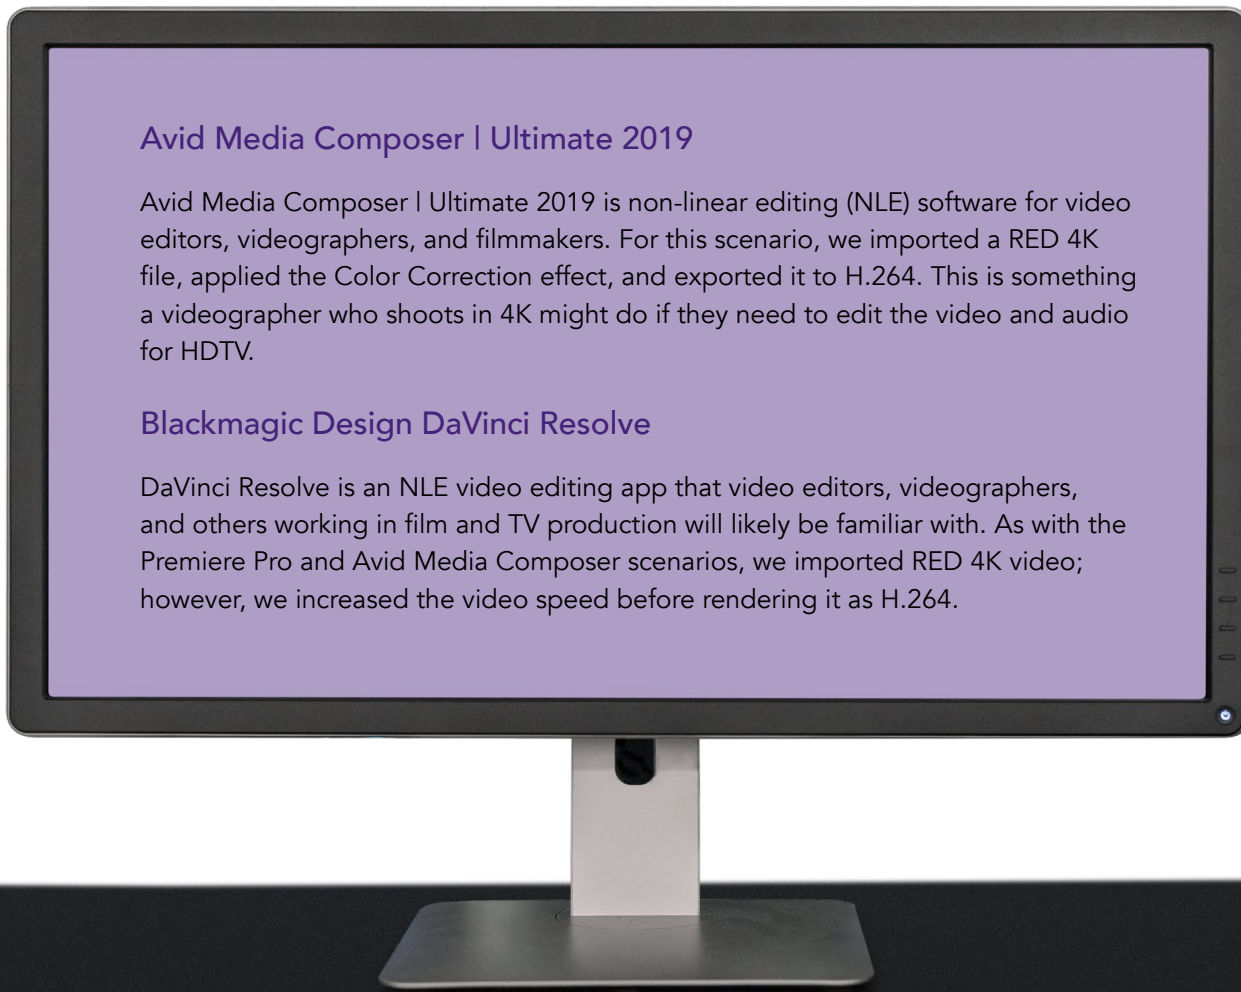 Avid Media Composer | Ultimate 2019
Avid Media Composer | Ultimate 2019 is non-linear editing (NLE) software for video
editors, videographers, and filmmakers. For this scenario, we imported a RED 4K
file, applied the Color Correction effect, and exported it to H.264. This is something
a videographer who shoots in 4K might do if they need to edit the video and audio
for HDTV.
Blackmagic Design DaVinci Resolve
DaVinci Resolve is an NLE video editing app that video editors, videographers,
and others working in film and TV production will likely be familiar with. As with the
Premiere Pro and Avid Media Composer scenarios, we imported RED 4K video;
however, we increased the video speed before rendering it as H.264.